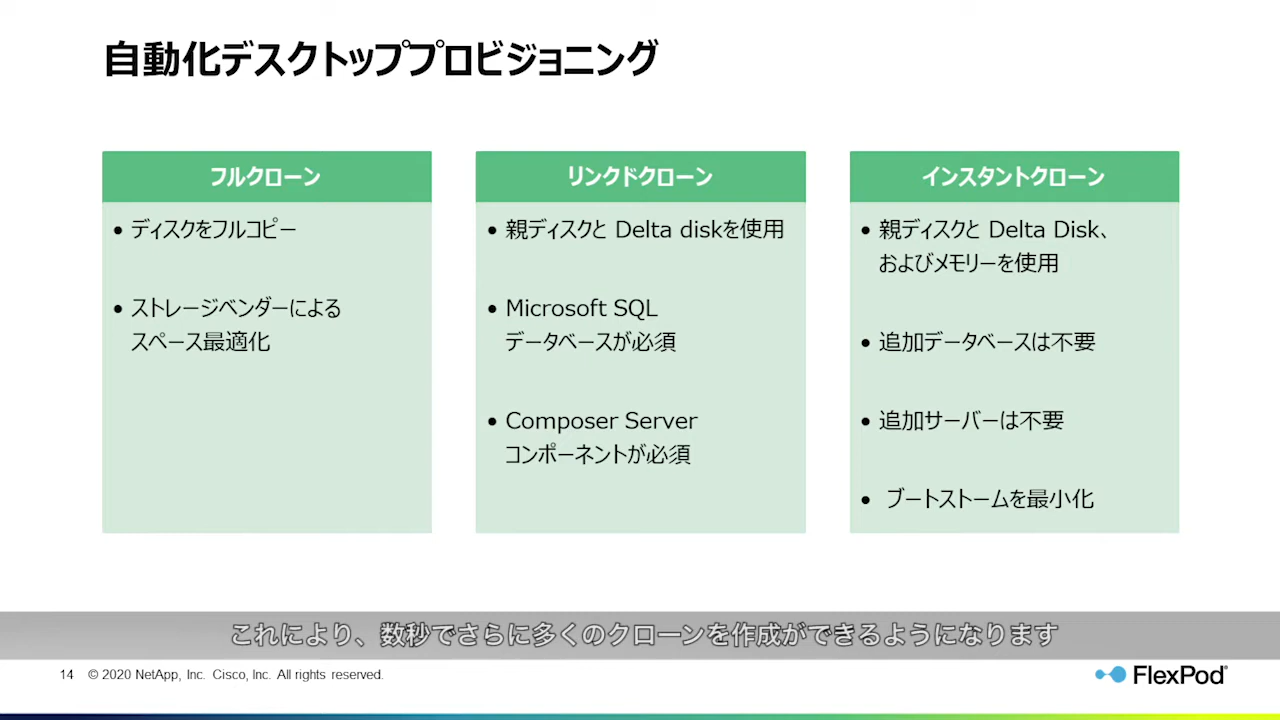 自動化デスクトッププロビジョニング
フルクローン
• ディスクをフルコピー
• ストレージベンダーによる
スペース最適化
リンクドクローン
• 親ディスクと Delta diskを使用
• Microsoft SQL
データベースが必須
• Composer Server
コンポーネントが必須
インスタントクローン
• 親ディスクと Delta Disk、
およびメモリーを使用
• 追加データベースは不要
• 追加サーバーは不要
• ブートストームを最小化
これにより、数秒でさらに多くのクローンを作成ができるようになります
14 © 2020 NetApp, Inc. Cisco, Inc. All rights reserved.
FlexPod®